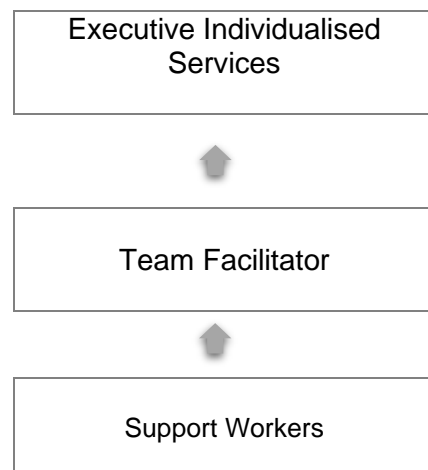 Executive Individualised
Services
Team Facilitator
Support Workers